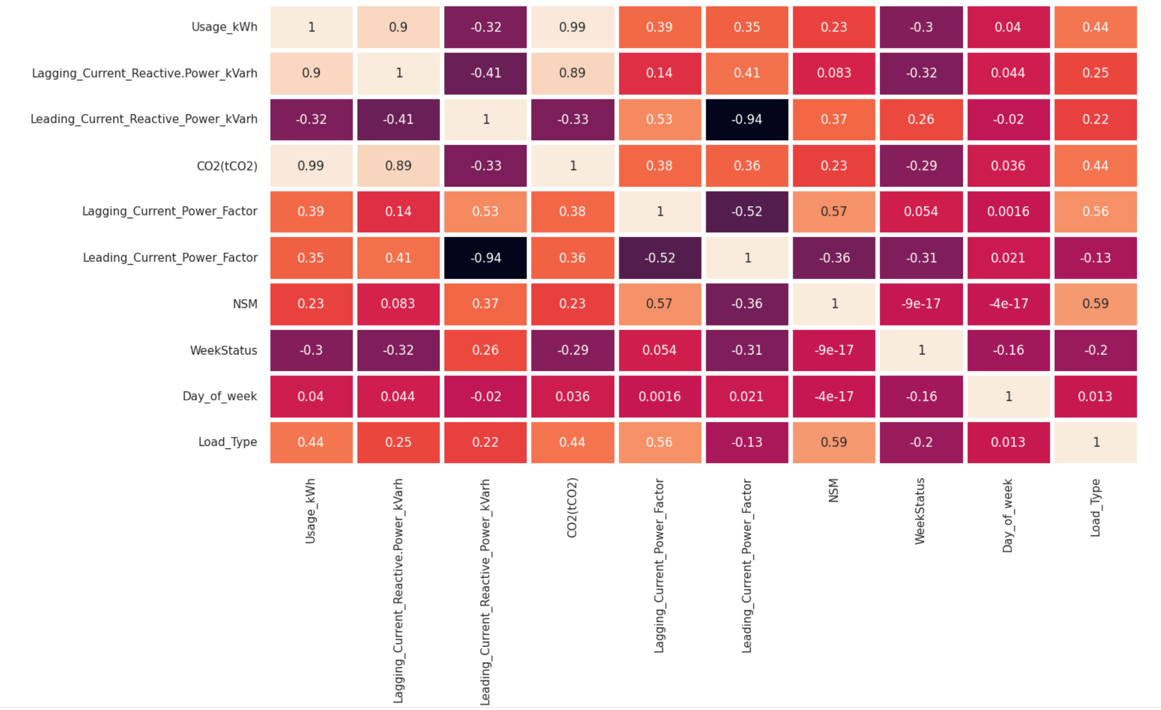 Usage_kWh 1 0.9 -0.32 0.99 0.39 0.35 0.23 -0.3 0.04 0.44
Lagging_Current_Reactive.Power_kVarh 0.9 1 -0.41 0.89 0.14 0.41 0.083 -0.32 0.044 0.25
Leading_Current_Reactive_Power_kVarh -0.32 -0.41 1 -0.33 0.53 -0.94 0.37 0.26 -0.02 0.22
CO2(tCO2) 0.99 0.89 -0.33 1 0.38 0.36 0.23 -0.29 0.036 0.44
Lagging_Current_Power_Factor 0.39 0.14 0.53 0.38 1 -0.52 0.57 0.054 0.0016 0.56
Leading_Current_Power_Factor 0.35 0.41 -0.94 0.36 -0.52 1 -0.36 -0.31 0.021 -0.13
NSM 0.23 0.083 0.37 0.23 0.57 -0.36 1 -9e-17 -4e-17 0.59
WeekStatus -0.3 -0.32 0.26 -0.29 0.054 -0.31 -9e-17 1 -0.16 -0.2
Day_of_week 0.04 0.044 -0.02 0.036 0.0016 0.021 -4e-17 -0.16 1 0.013
Load_Type 0.44 0.25 0.22 0.44 0.56 -0.13 0.59 -0.2 0.013 1
Usage_kWh
Lagging_Current_Reactive.Power_kVarh
Leading_Current_Reactive_Power_kVarh
CO2(tCO2)
Lagging_Current_Power_Factor
Leading_Current_Power_Factor
NSM
WeekStatus
Day_of_week
Load_Type